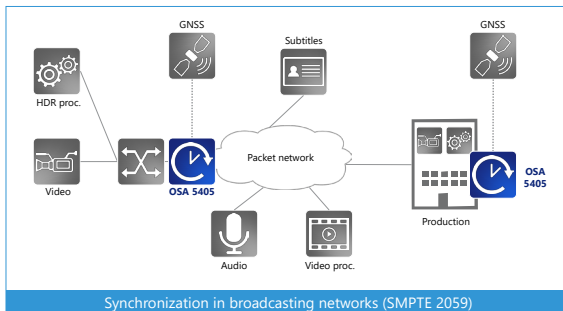 GNSS
GNSS
Subtitles
HDR proc.
Packet network
Video
OSA 5405
OSA
5405
Production
Audio
Video proc.
Synchronization in broadcasting networks (SMPTE 2059)